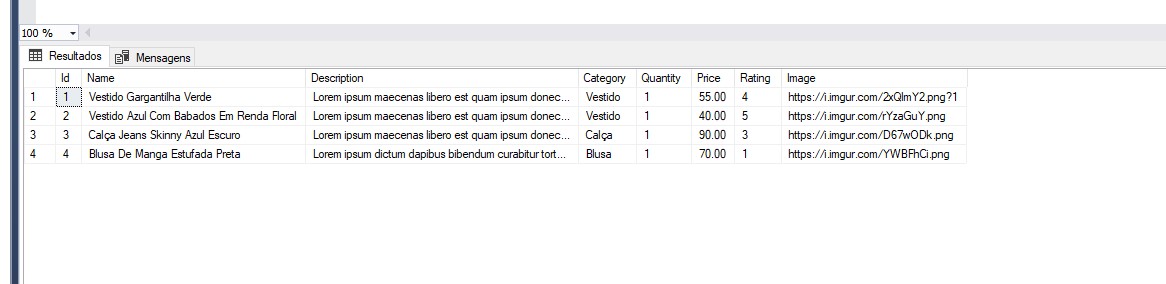 100 %
Resultados Mensagens
Id Name Description Category Quantity Price Rating Image
1 1 Vestido Gargantilha Verde Lorem ipsum maecenas libero est quam ipsum donec... Vestido 1 55.00 4 https://i.imgur.com/2xQlmY2.png?1
2 2 Vestido Azul Com Babados Em Renda Floral Lorem ipsum maecenas libero est quam ipsum donec... Vestido 1 40.00 5 https://i.imgur.com/rYzaGuY.png
3 3 Calça Jeans Skinny Azul Escuro Lorem ipsum maecenas libero est quam ipsum donec... Calça 1 90.00 3 https://i.imgur.com/D67wODk.png
4 4 Blusa De Manga Estufada Preta Lorem ipsum dictum dapibus bibendum curabitur tort... Blusa 1 70.00 1 https://i.imgur.com/YWBFhCi.png